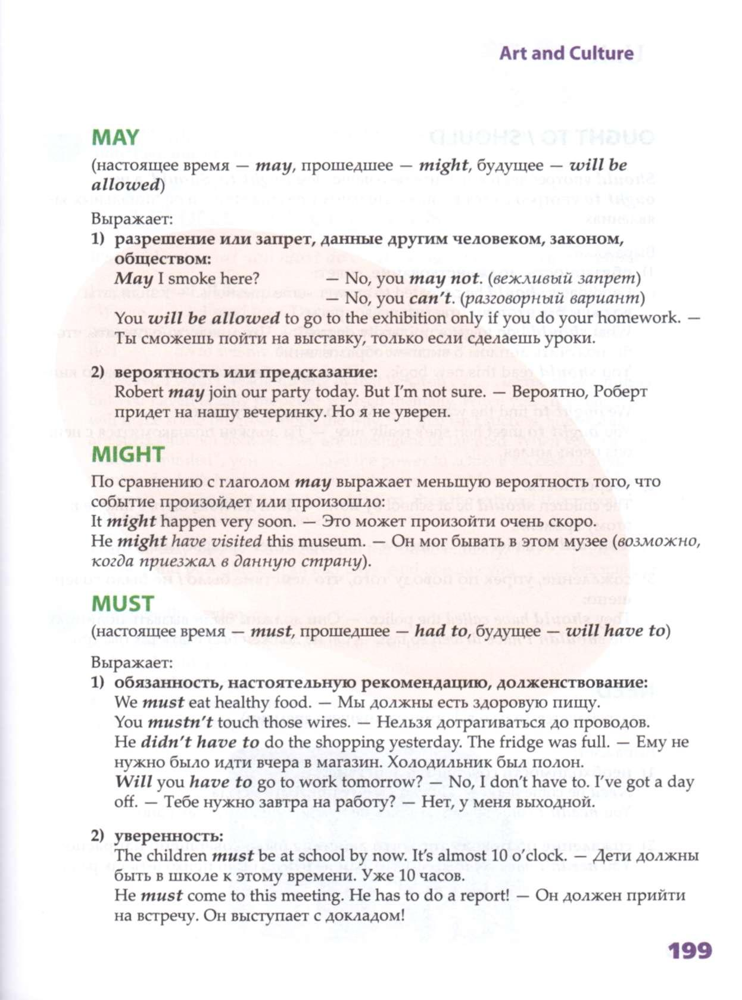 Art and Culture
MAY
(настоящее время — may, прошедшее — might, будущее — will be
allowed)
Выражает:
1) разрешение или запрет, данные другим человеком, законом,
обществом:
May I smoke here? — No, you may not. (вежливый запрет)
— No, you can't. (разговорный вариант)
You will be allowed to go to the exhibition only if you do your homework. —
Ты сможешь пойти на выставку, только если сделаешь уроки.
2) вероятность или предсказание:
Robert may join our party today. But I'm not sure. — Вероятно, Роберт
придет на нашу вечеринку. Но я не уверен.
MIGHT
По сравнению с глаголом may выражает меньшую вероятность того, что
событие произойдет или произошло:
It might happen very soon. — Это может произойти очень скоро.
He might have visited this museum. — Он мог бывать в этом музее (возможно,
когда приезжал в данную страну).
MUST
(настоящее время — must, прошедшее — had to, будущее — will have to)
Выражает:
1) обязанность, настоятельную рекомендацию, долженствование:
We must eat healthy food. — Мы должны есть здоровую пищу.
You mustn't touch those wires. — Нельзя дотрагиваться до проводов.
He didn't have to do the shopping yesterday. The fridge was full. — Ему не
нужно было идти вчера в магазин. Холодильник был полон.
Will you have to go to work tomorrow? — No, I don't have to. I've got a day
off. — Тебе нужно завтра на работу? — Нет, у меня выходной.
2) уверенность:
The children must be at school by now. It's almost 10 o'clock. — Дети должны
быть в школе к этому времени. Уже 10 часов.
He must come to this meeting. He has to do a report! — Он должен прийти
на встречу. Он выступает с докладом!
199